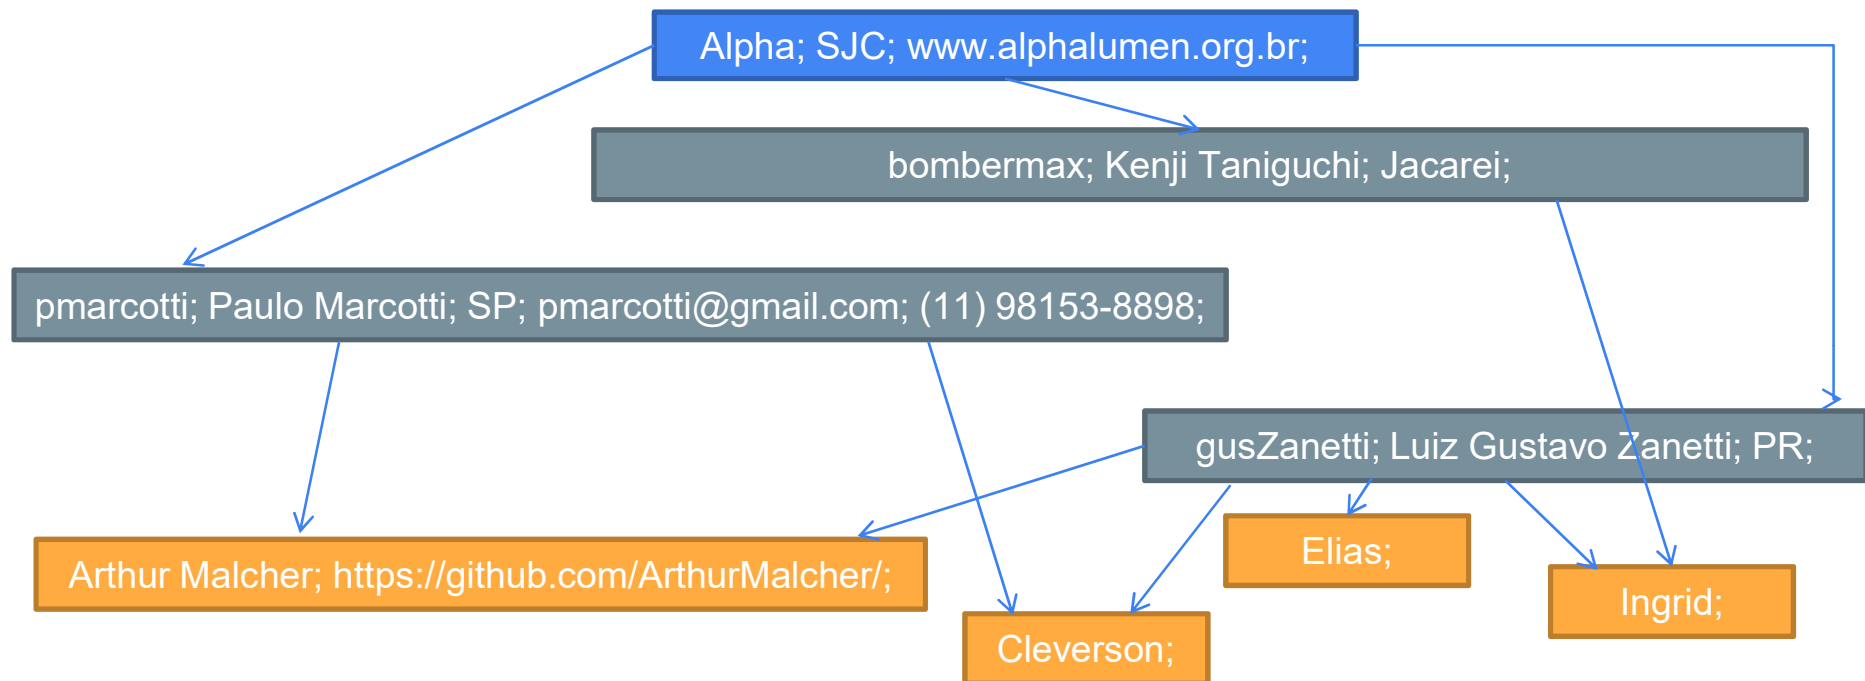 Alpha; SJC; www.alphalumen.org.br;
bombermax; Kenji Taniguchi; Jacarei;
pmarcotti; Paulo Marcotti; SP; pmarcotti@gmail.com; (11) 98153-8898;
gusZanetti; Luiz Gustavo Zanetti; PR;
Arthur Malcher; https://github.com/ArthurMalcher/;
Elias;
Ingrid;
Cleverson;